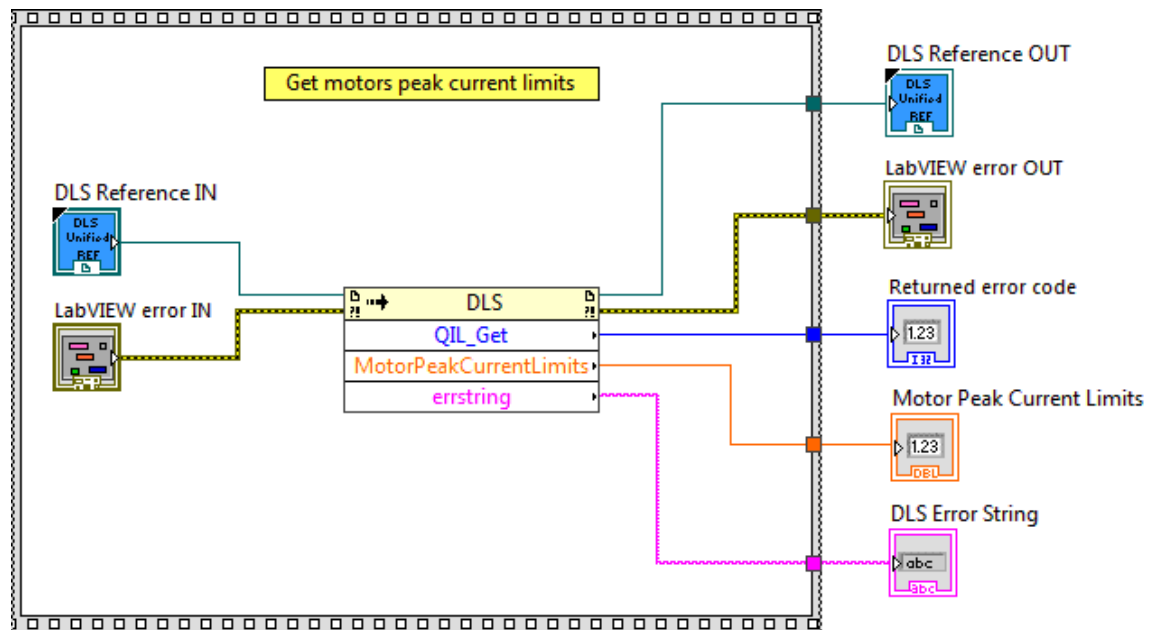 Get motors peak current limits
DLS Reference OUT
DLS
Unified
REF
LabVIEW error OUT
DLS Reference IN
DLS
Unified
REF
LabVIEW error IN
?!
DLS
?!
QIL_Get
MotorPeakCurrentLimits
errstring
Returned error code
1.23
I32
Motor Peak Current Limits
1.23
DBL
DLS Error String
abc
abc